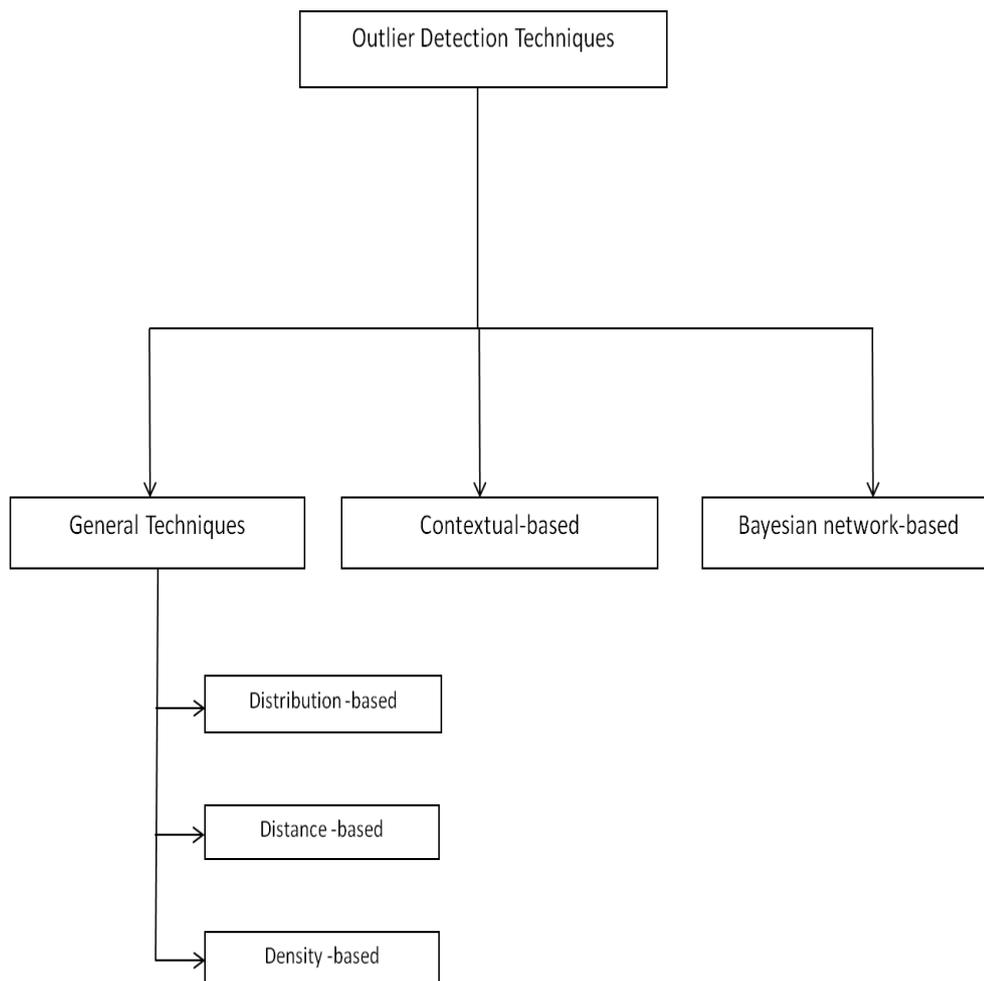 Outlier Detection Techniques
General Techniques
Contextual-based
Bayesian network-based
Distribution -based
Distance -based
Density -based